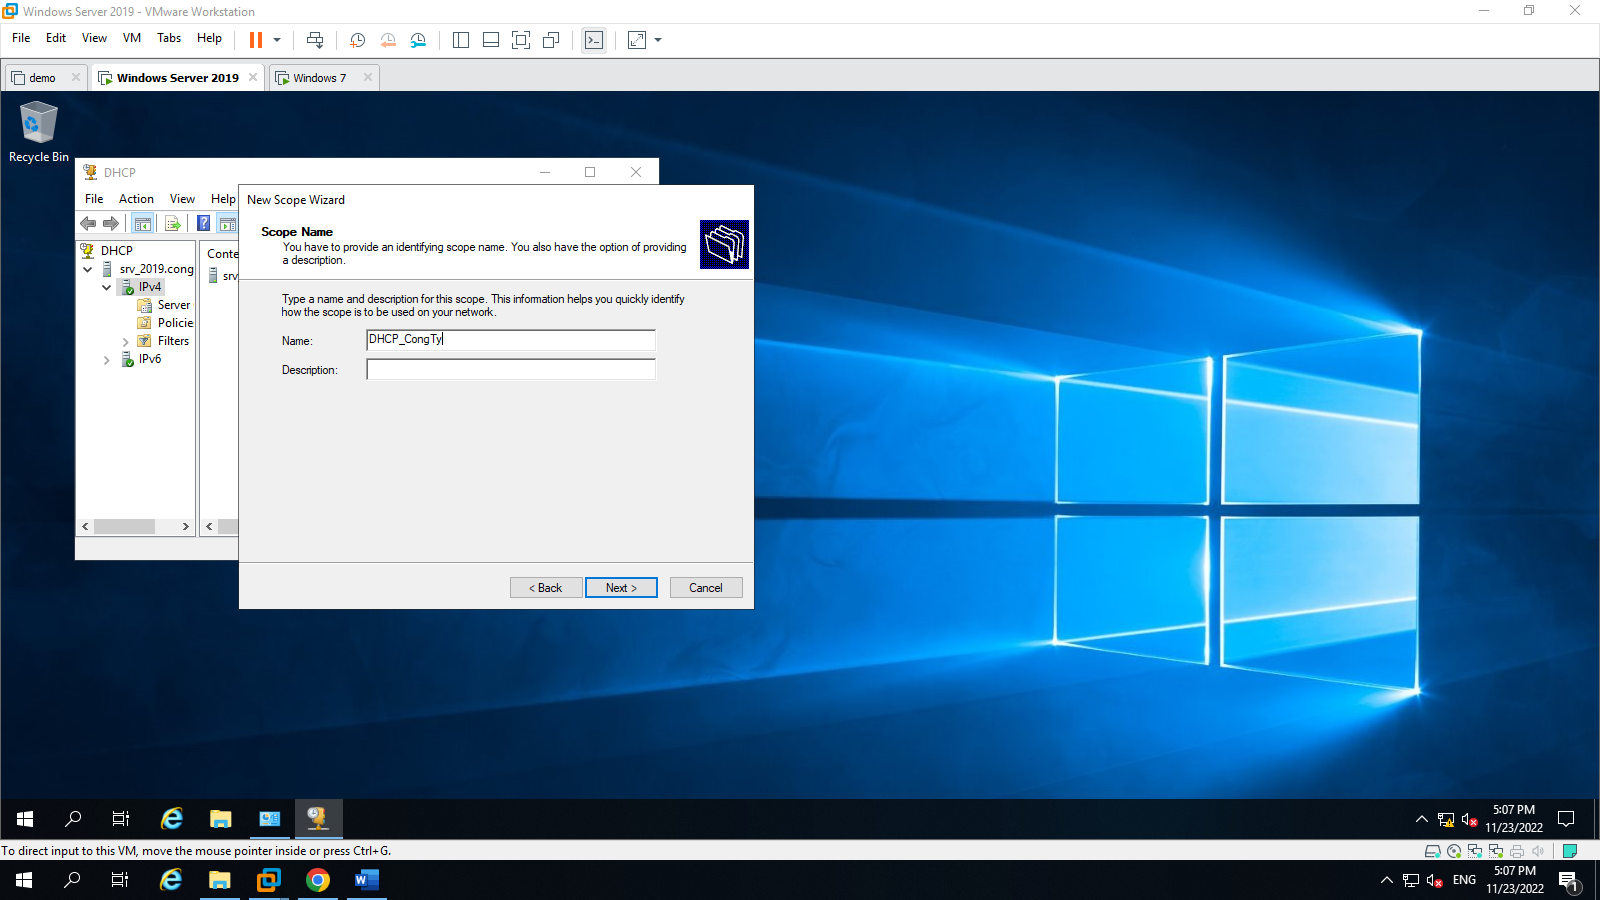 Windows Server 2019 - VMware Workstation
File Edit View VM Tabs Help
demo Windows Server 2019 Windows 7
Recycle Bin
DHCP
File Action View Help
DHCP
srv_2019.cong
IPv4
Server
Policie
Filters
IPv6
Conte
srv
New Scope Wizard
Scope Name
You have to provide an identifying scope name. You also have the option of providing
a description.
Type a name and description for this scope. This information helps you quickly identify
how the scope is to be used on your network.
Name: DHCP_CongTy
Description:
< Back Next > Cancel
5:07 PM
11/23/2022
To direct input to this VM, move the mouse pointer inside or press Ctrl+G.
ENG
5:07 PM
11/23/2022
1